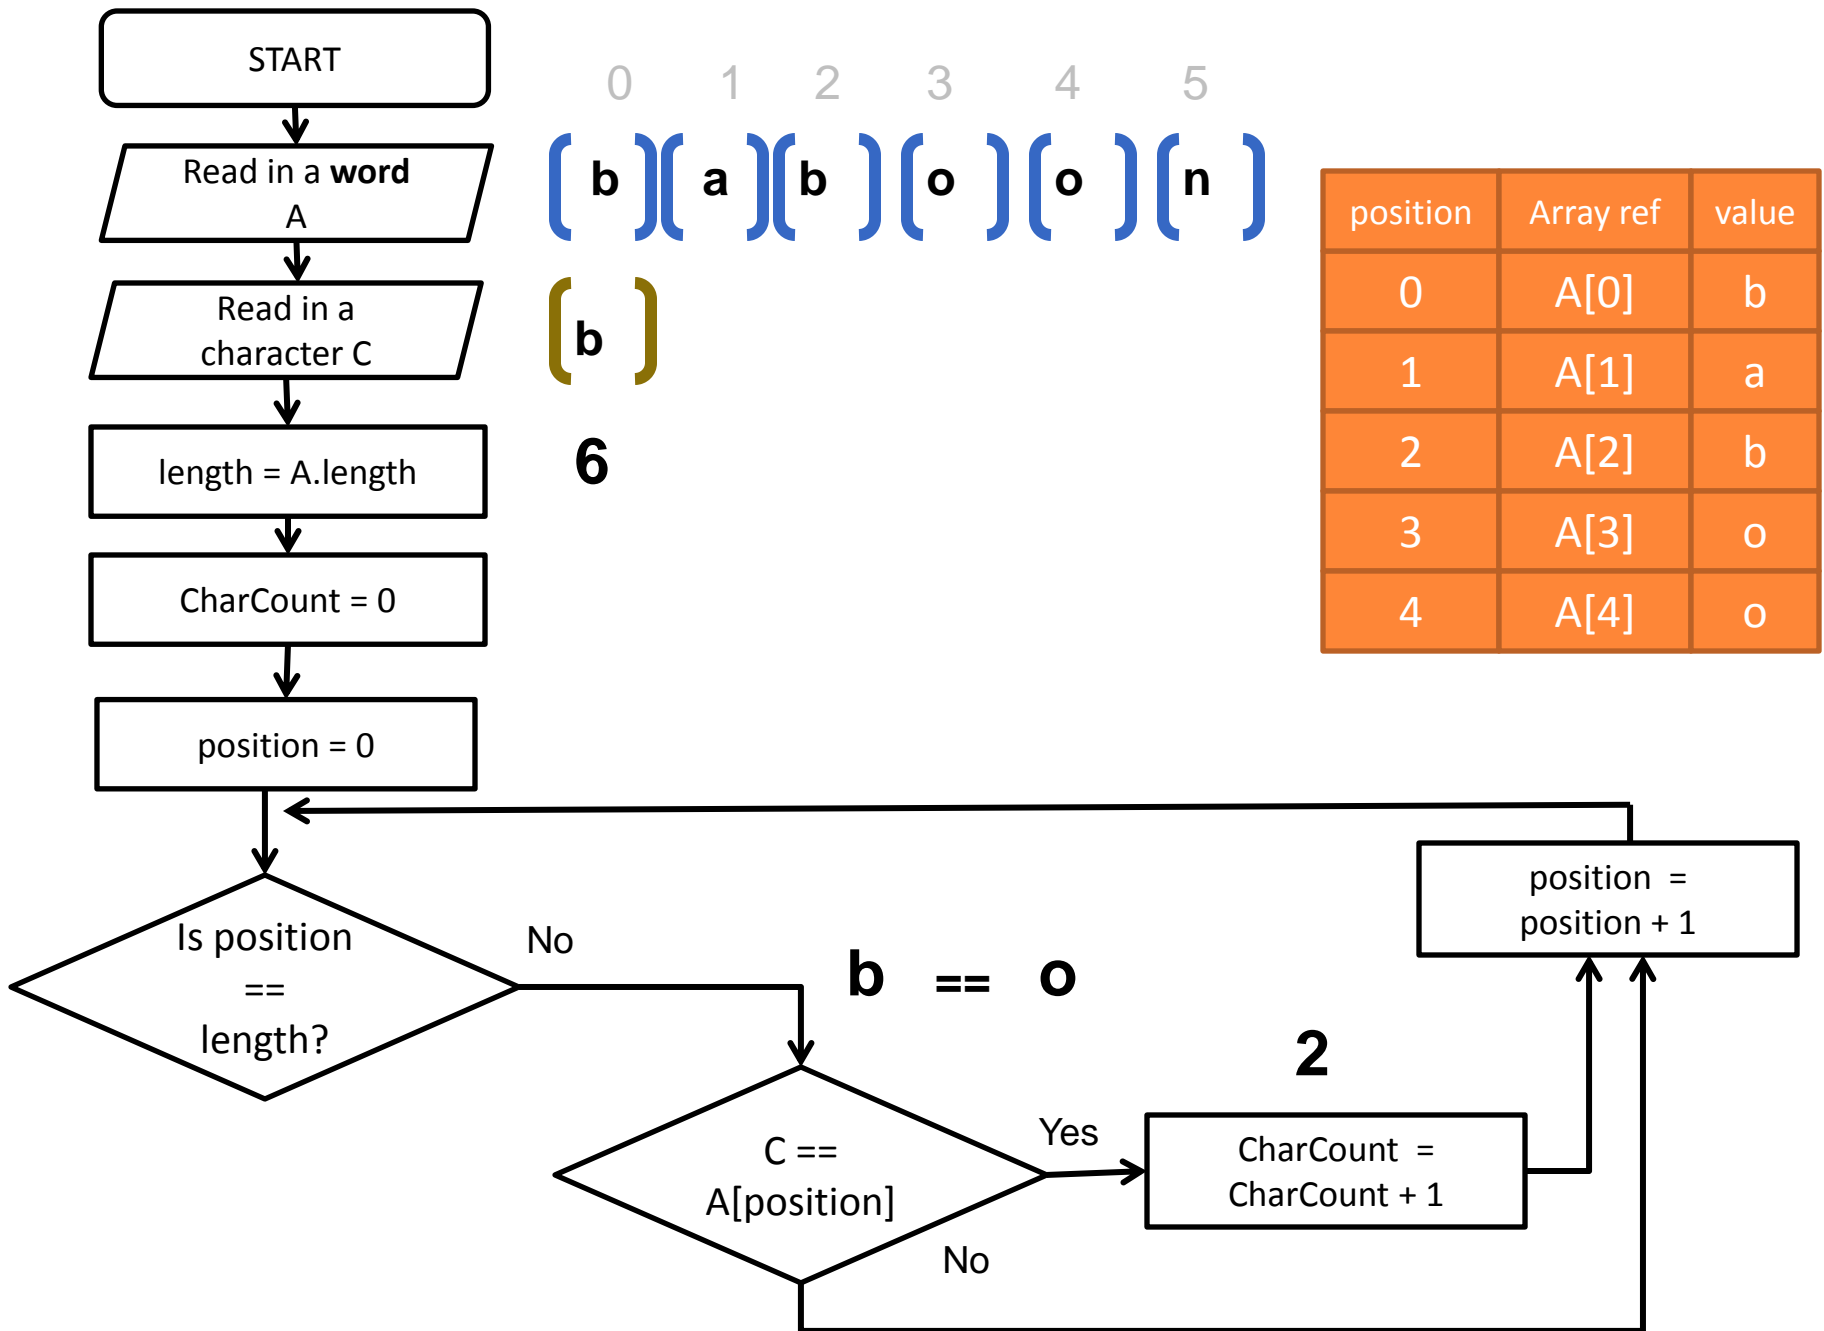 START
Read in a word
A
Read in a
character C
length = A.length
CharCount = 0
position = 0
Is position
==
length?
No
0 1 2 3 4 5
b a b o o n
b
6
position Array ref value
0 A[0] b
1 A[1] a
2 A[2] b
3 A[3] o
4 A[4] o
b == o
2
C ==
A[position]
Yes
No
CharCount =
CharCount + 1
position =
position + 1